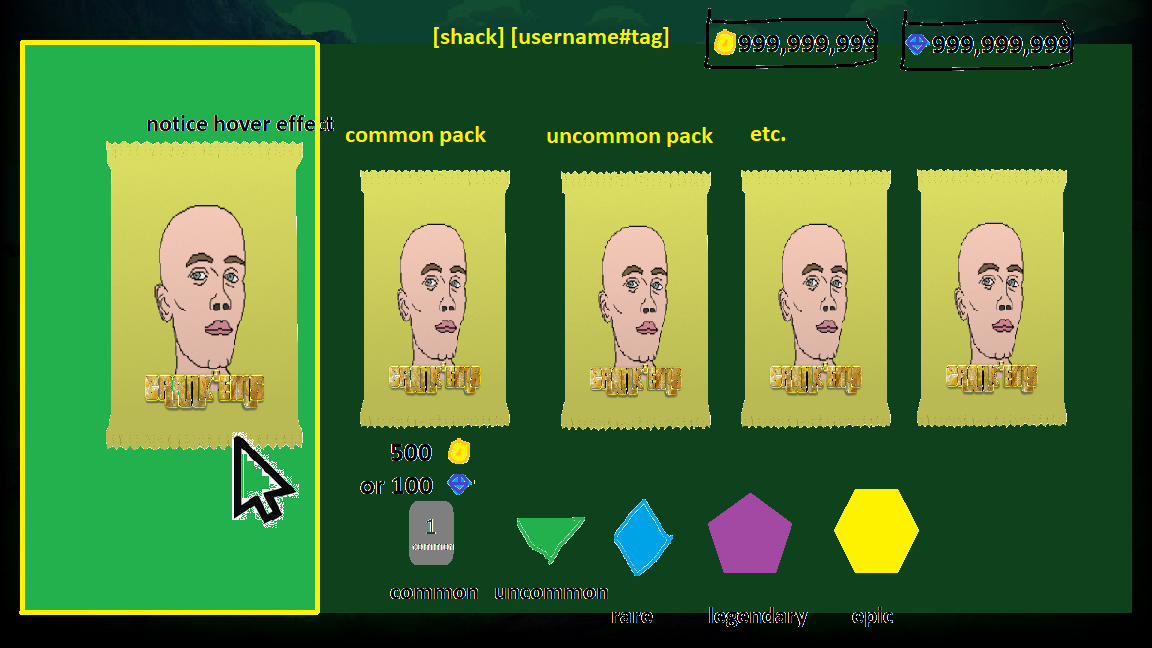 [shack] [username#tag]
999,999,999
999,999,999
notice hover effect
common pack
uncommon pack
etc.
500
or 100
1
common
common
uncommon
rare
legendary
epic